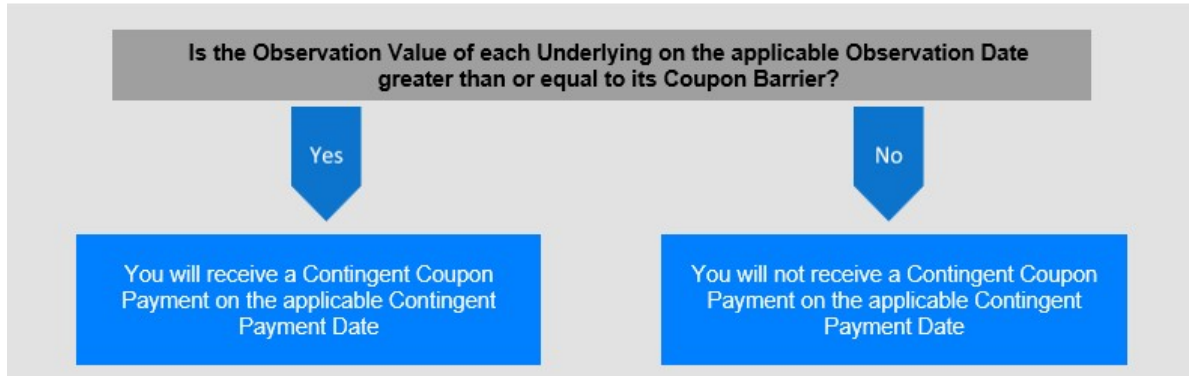 Is the Observation Value of each Underlying on the applicable Observation Date
greater than or equal to its Coupon Barrier?
Yes
No
You will receive a Contingent Coupon
Payment on the applicable Contingent
Payment Date
You will not receive a Contingent Coupon
Payment on the applicable Contingent
Payment Date